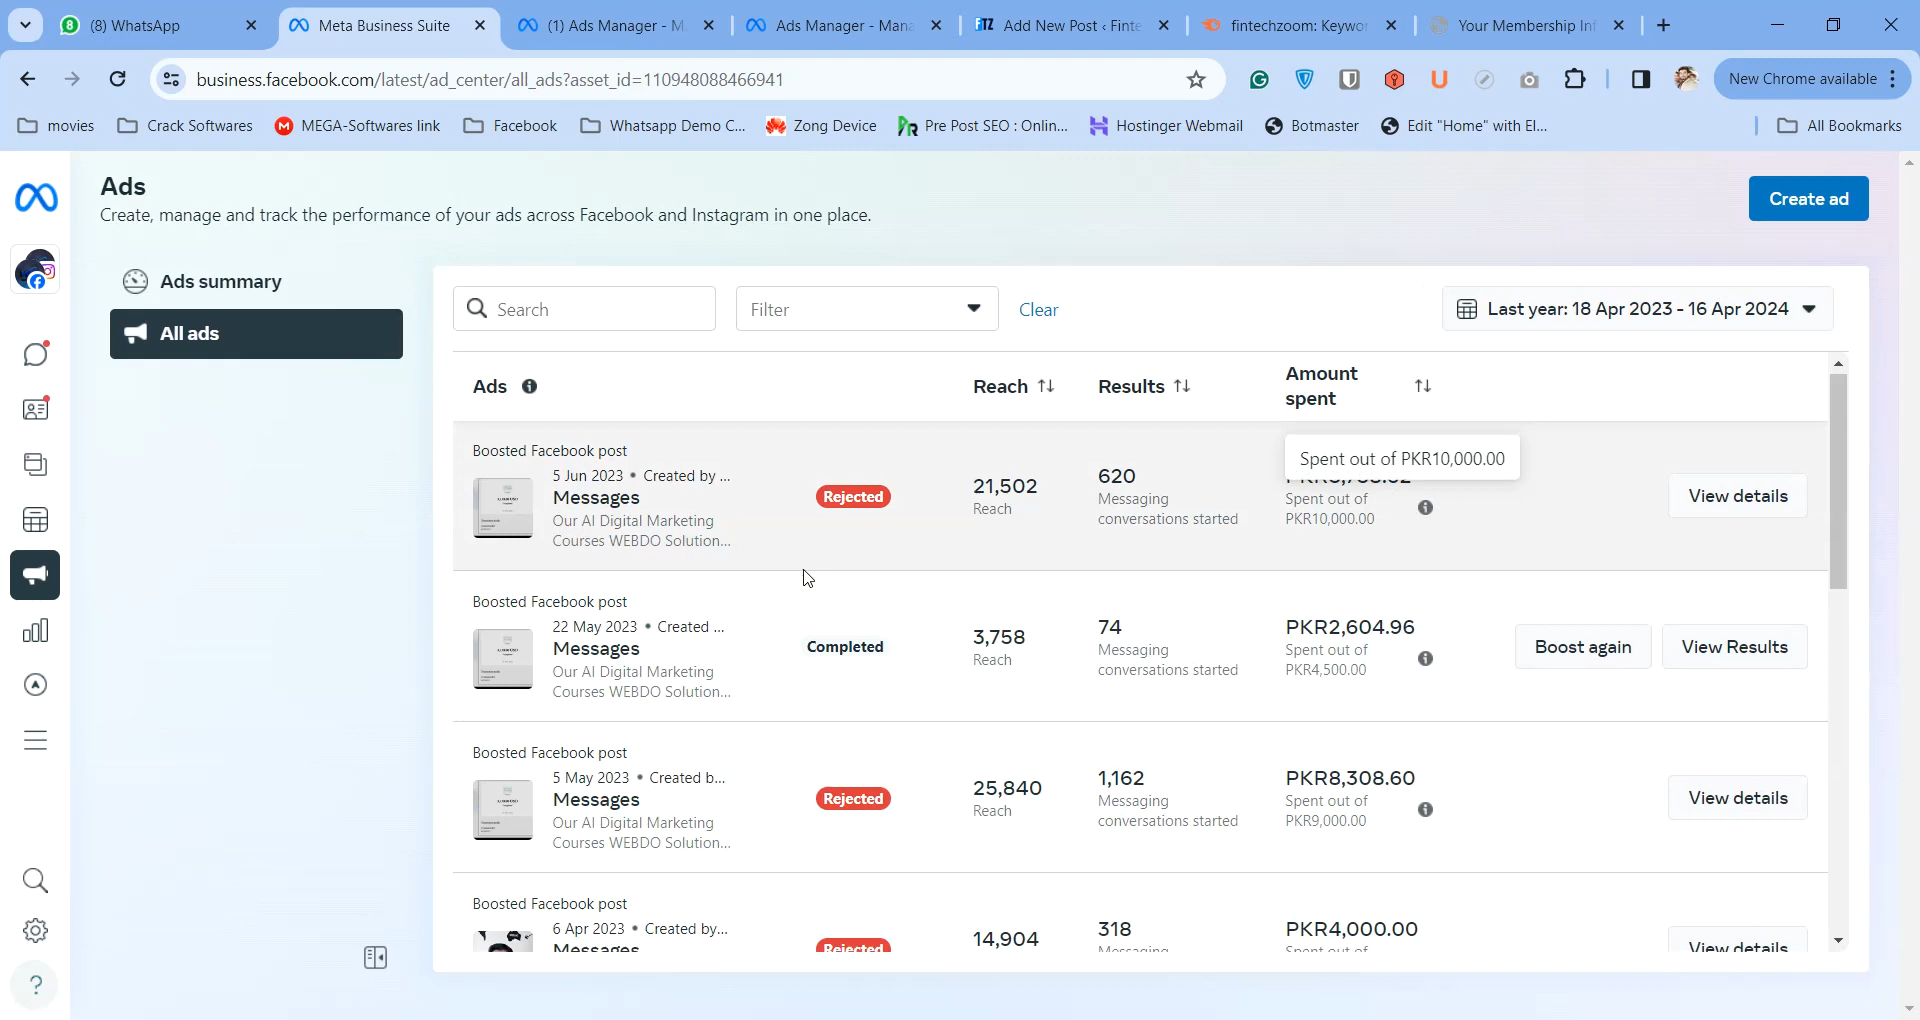 (8) WhatsApp
Meta Business Suite
(1) Ads Manager - M
Ads Manager - Mana
Add New Post ‹ Finte
fintechzoom: Keywo
Your Membership In
business.facebook.com/latest/ad_center/all_ads?asset_id=110948088466941
New Chrome available
movies
Crack Softwares
MEGA-Softwares link
Facebook
Whatsapp Demo C...
Zong Device
Pre Post SEO : Onlin...
Hostinger Webmail
Botmaster
Edit "Home" with El...
All Bookmarks
Ads
Create, manage and track the performance of your ads across Facebook and Instagram in one place.
Create ad
Ads summary
All ads
Search
Filter
Clear
Last year: 18 Apr 2023 - 16 Apr 2024
Ads
Reach
Results
Amount
spent
Boosted Facebook post
5 Jun 2023 • Created by ...
Messages
Our AI Digital Marketing
Courses WEBDO Solution...
Rejected
21,502
Reach
620
Messaging
conversations started
Spent out of PKR10,000.00
Spent out of
PKR10,000.00
View details
Boosted Facebook post
22 May 2023 • Created ...
Messages
Our AI Digital Marketing
Courses WEBDO Solution...
Completed
3,758
Reach
74
Messaging
conversations started
PKR2,604.96
Spent out of
PKR4,500.00
Boost again
View Results
Boosted Facebook post
5 May 2023 • Created b...
Messages
Our AI Digital Marketing
Courses WEBDO Solution...
Rejected
25,840
Reach
1,162
Messaging
conversations started
PKR8,308.60
Spent out of
PKR9,000.00
View details
Boosted Facebook post
6 Apr 2023 • Created by...
Messages
Rejected
14,904
318
Messaging
PKR4,000.00
Spent out of
View details